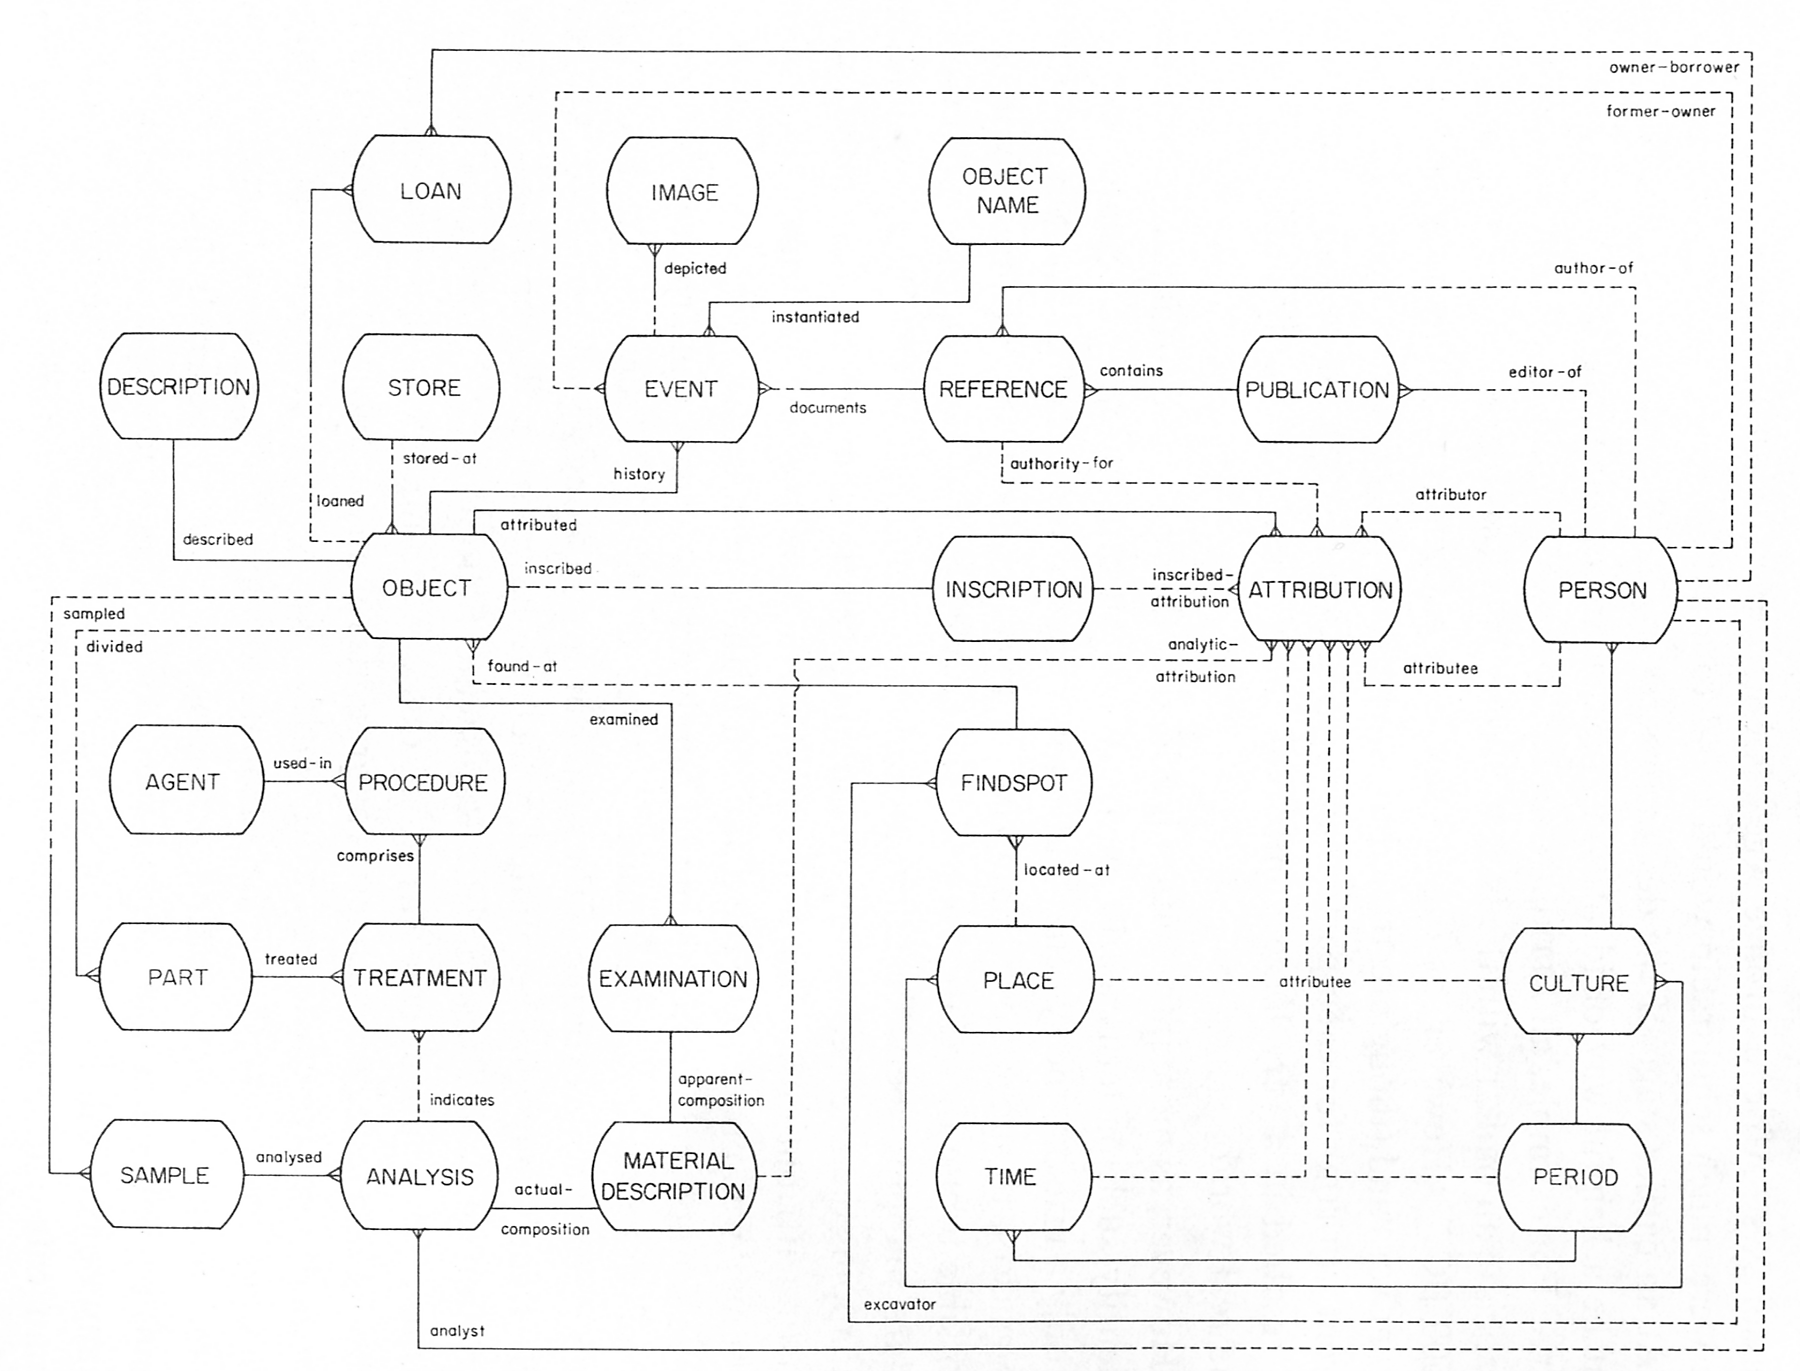 owner-borrower
former-owner
LOAN
IMAGE
OBJECT
NAME
depicted
author-of
instantiated
DESCRIPTION
STORE
EVENT
documents
REFERENCE
contains
PUBLICATION
editor-of
stored-at
history
authority-for
loaned
attributed
attributor
described
OBJECT
inscribed
INSCRIPTION
inscribed-
attribution
ATTRIBUTION
PERSON
sampled
divided
found-at
analytic-
attribution
attributee
examined
AGENT
used-in
PROCEDURE
FINDSPOT
comprises
located-at
PART
treated
TREATMENT
EXAMINATION
PLACE
attributee
CULTURE
indicates
apparent-
composition
SAMPLE
analysed
ANALYSIS
actual-
composition
MATERIAL
DESCRIPTION
TIME
PERIOD
excavator
analyst